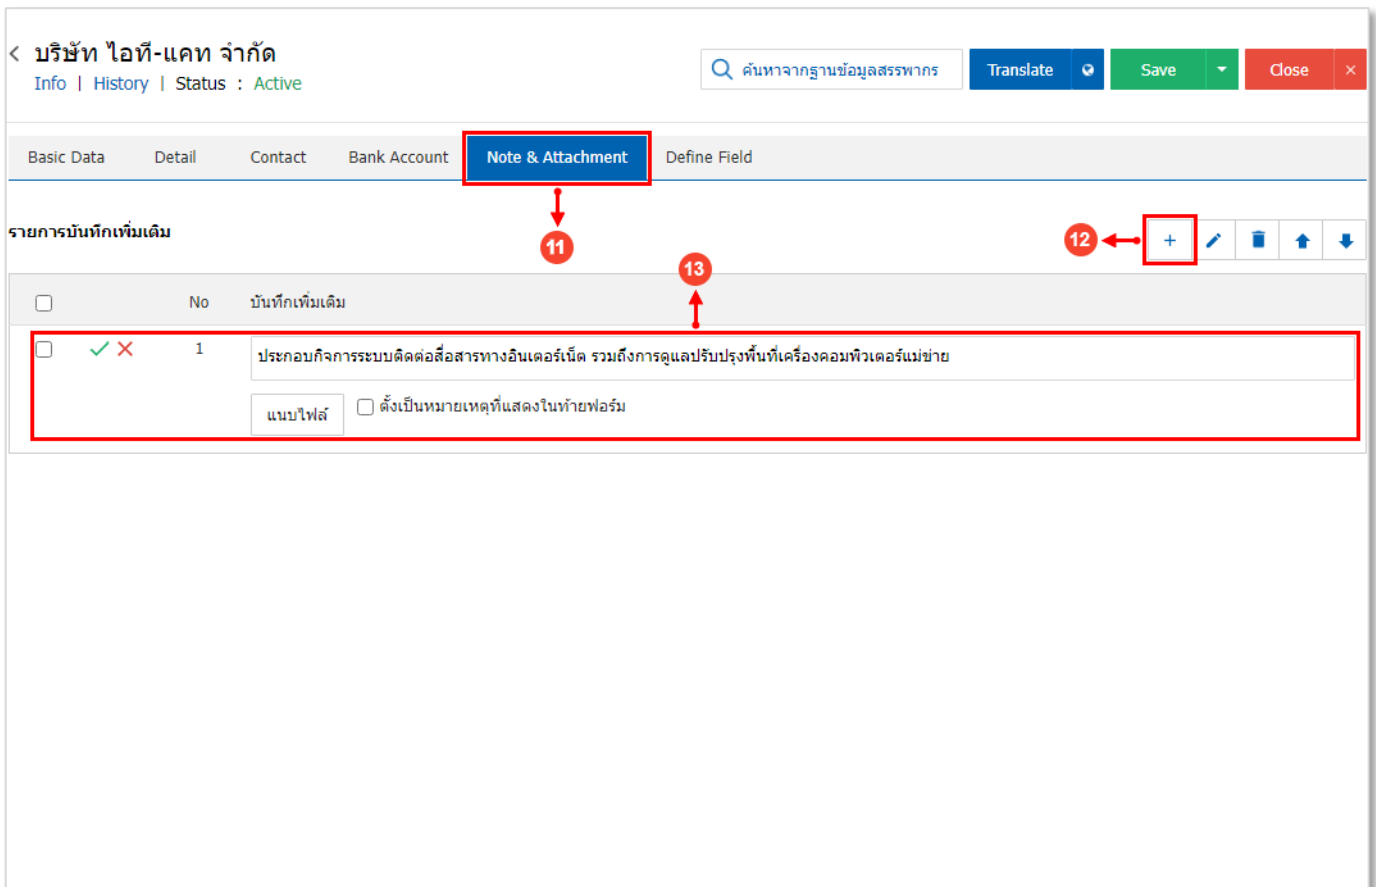 บริษัท ไอที-แคท จำกัด
Info | History | Status : Active
ค้นหาจากฐานข้อมูลสรรพากร
Translate
Save
Close
Basic Data Detail Contact Bank Account Note & Attachment Define Field
รายการบันทึกเพิ่มเติม
11
12
13
No บันทึกเพิ่มเติม
1 ประกอบกิจการระบบติดต่อสื่อสารทางอินเตอร์เน็ต รวมถึงการดูแลปรับปรุงพื้นที่เครื่องคอมพิวเตอร์แม่ข่าย
แนบไฟล์ ตั้งเป็นหมายเหตุที่แสดงในท้ายฟอร์ม